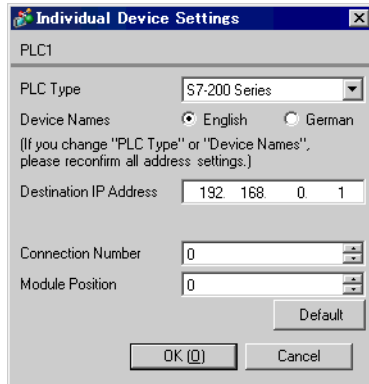 Individual Device Settings
PLC1
PLC Type S7-200 Series
Device Names English German
(If you change "PLC Type" or "Device Names",
please reconfirm all address settings.)
Destination IP Address 192. 168. 0. 1
Connection Number 0
Module Position 0
Default
OK (O) Cancel